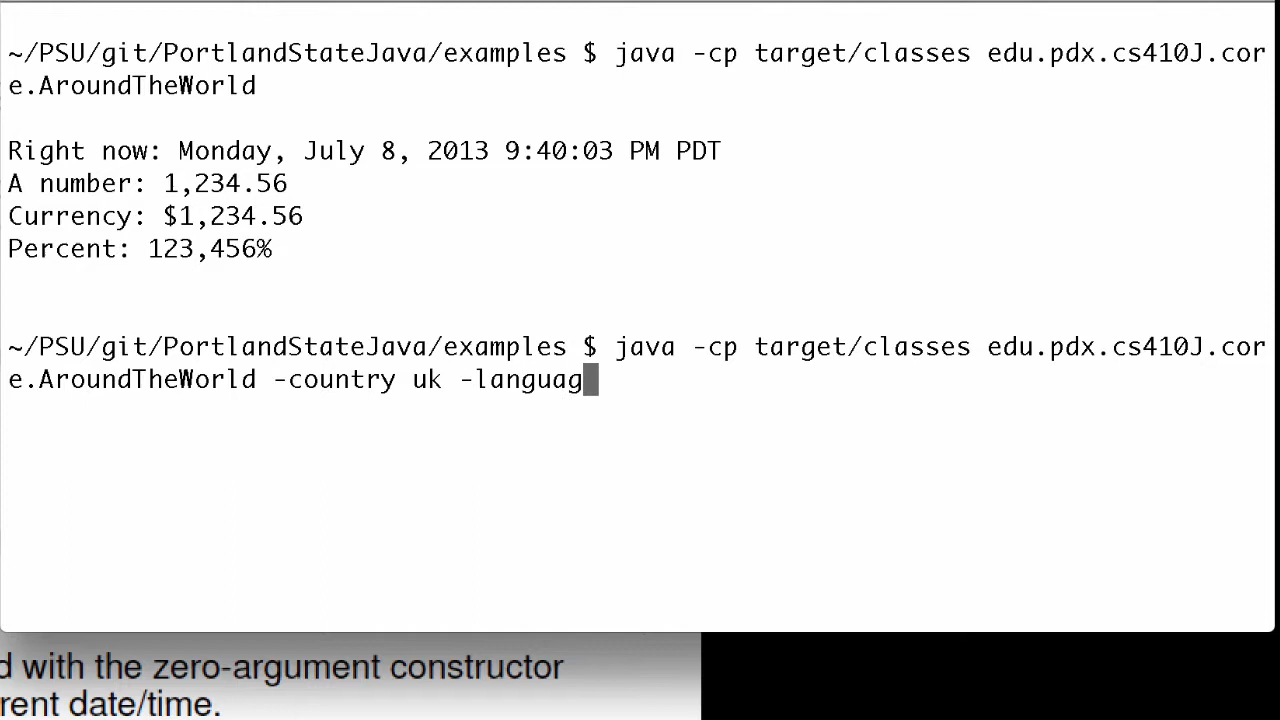 ~/PSU/git/PortlandStateJava/examples $ java -cp target/classes edu.pdx.cs410J.cor
e.AroundTheWorld
Right now: Monday, July 8, 2013 9:40:03 PM PDT
A number: 1,234.56
Currency: $1,234.56
Percent: 123,456%
~/PSU/git/PortlandStateJava/examples $ java -cp target/classes edu.pdx.cs410J.cor
e.AroundTheWorld -country uk -languag
with the zero-argument constructor
date/time.